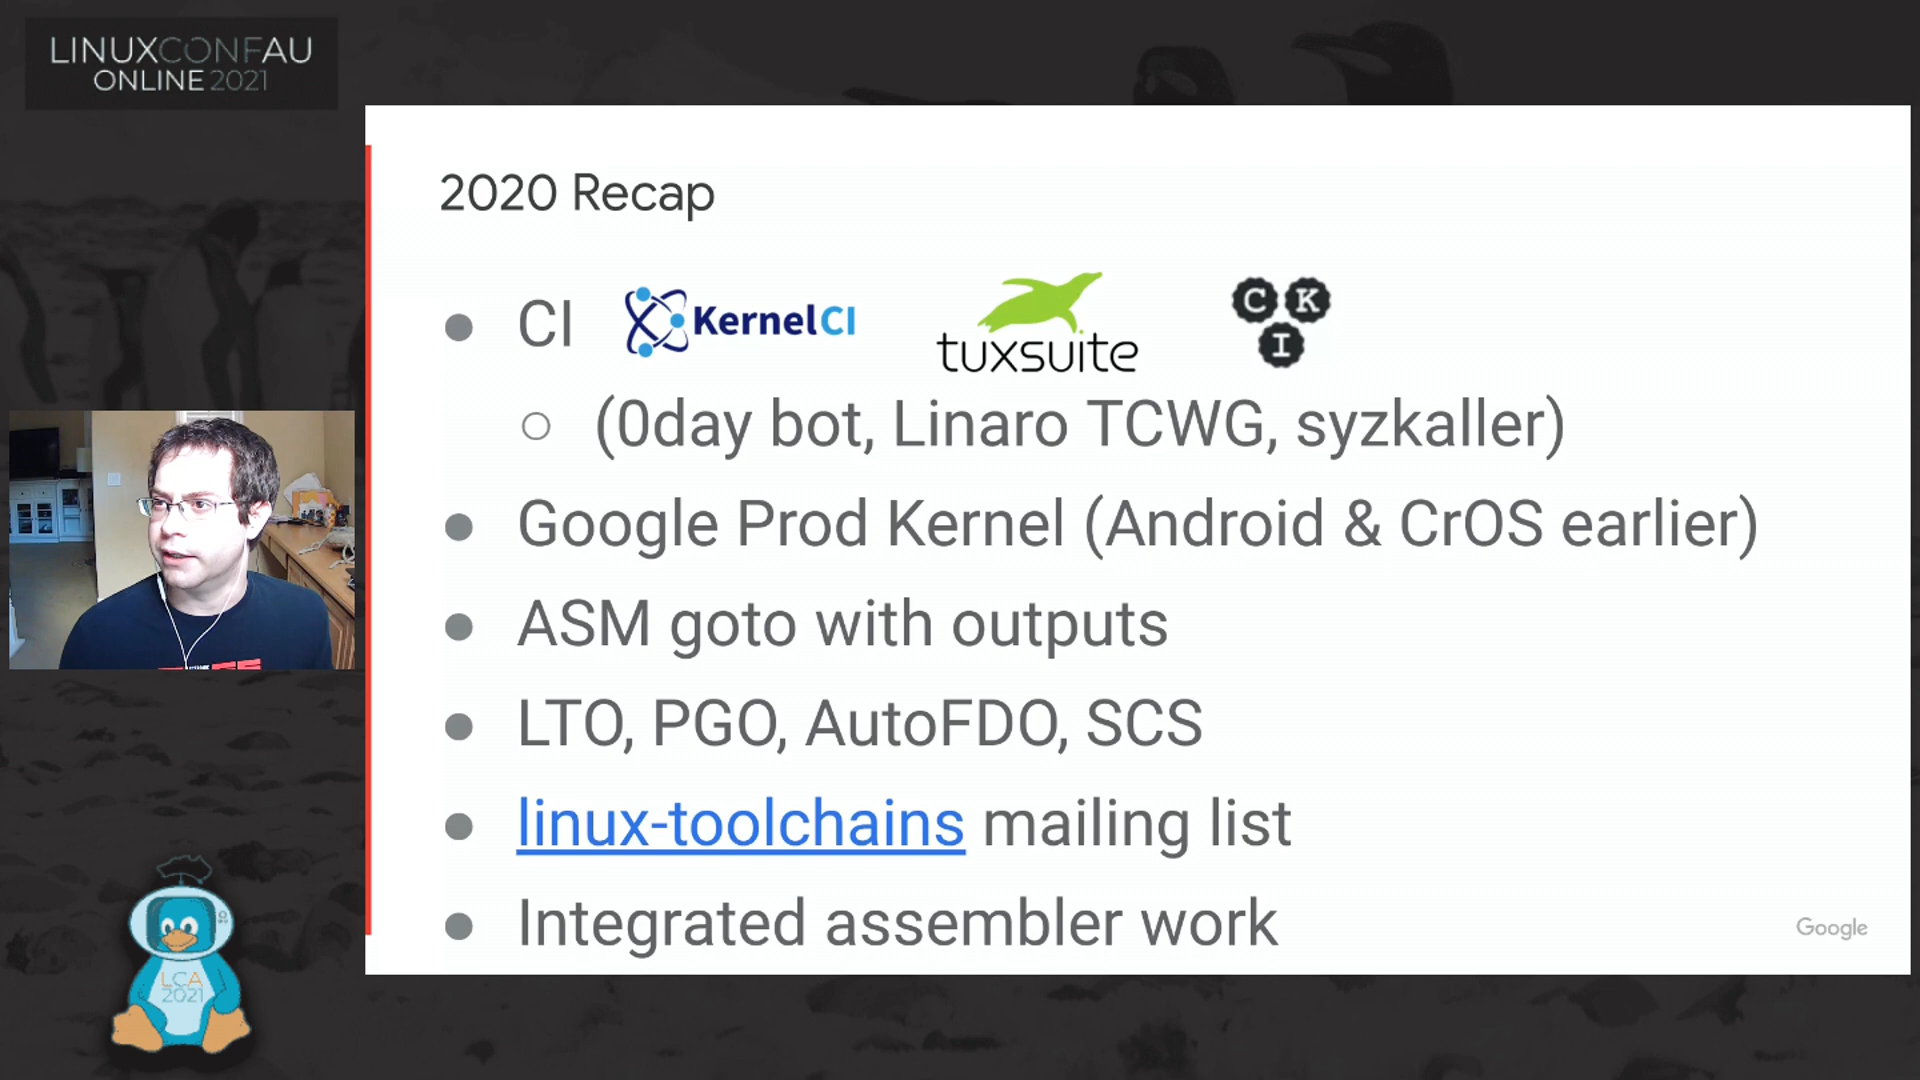 LINUXCONFAU
ONLINE 2021
2020 Recap
CI
KernelCI
tuxsuite
C K
I
(0day bot, Linaro TCWG, syzkaller)
Google Prod Kernel (Android & CrOS earlier)
ASM goto with outputs
LTO, PGO, AutoFDO, SCS
linux-toolchains mailing list
Integrated assembler work
Google
LCA
2021